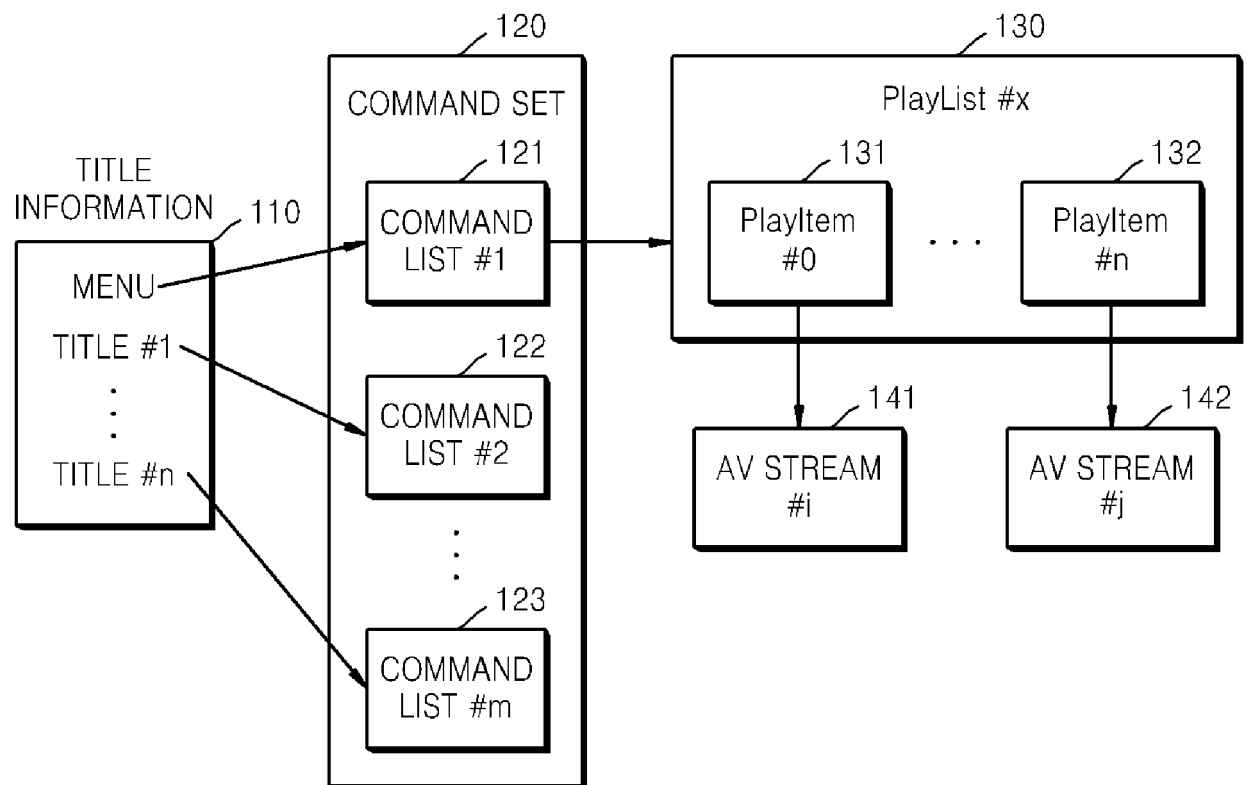 120
130
COMMAND SET
PlayList #x
TITLE
INFORMATION
110
MENU
TITLE #1
TITLE #n
121
COMMAND
LIST #1
122
COMMAND
LIST #2
123
COMMAND
LIST #m
131
PlayItem
#0
. . .
132
PlayItem
#n
141
AV STREAM
#i
142
AV STREAM
#j